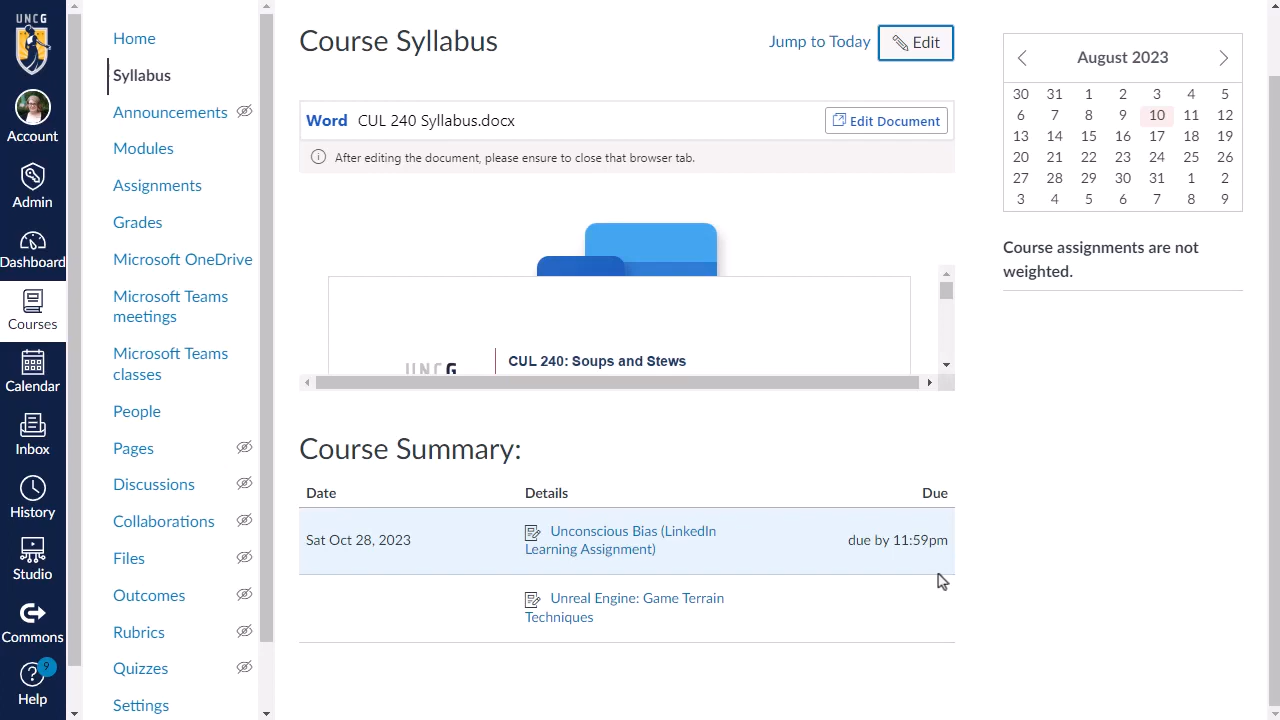 UNCG
Account
Admin
Dashboard
Courses
Calendar
Inbox
History
Studio
Commons
9
Help
Home
Syllabus
Announcements
Modules
Assignments
Grades
Microsoft OneDrive
Microsoft Teams
meetings
Microsoft Teams
classes
People
Pages
Discussions
Collaborations
Files
Outcomes
Rubrics
Quizzes
Settings
Course Syllabus
Jump to Today
Edit
Word CUL 240 Syllabus.docx
Edit Document
After editing the document, please ensure to close that browser tab.
UNCG
CUL 240: Soups and Stews
Course Summary:
Date Details Due
Sat Oct 28, 2023 Unconscious Bias (LinkedIn due by 11:59pm
Learning Assignment)
Unreal Engine: Game Terrain
Techniques
August 2023
30 31 1 2 3 4 5
6 7 8 9 10 11 12
13 14 15 16 17 18 19
20 21 22 23 24 25 26
27 28 29 30 31 1 2
3 4 5 6 7 8 9
Course assignments are not
weighted.